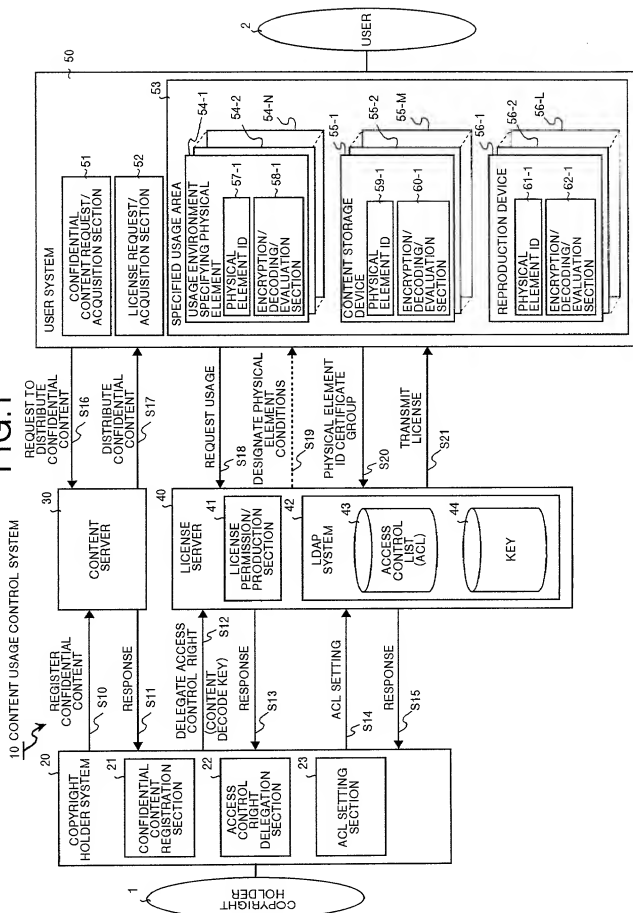 FIG.1
10 CONTENT USAGE CONTROL SYSTEM
1
COPYRIGHT
HOLDER
20
COPYRIGHT
HOLDER SYSTEM
21
CONFIDENTIAL
CONTENT
REGISTRATION
SECTION
22
ACCESS
CONTROL
RIGHT
DELEGATION
SECTION
23
ACL SETTING
SECTION
REGISTER
CONFIDENTIAL
CONTENT
S10
RESPONSE
S11
DELEGATE ACCESS
CONTROL RIGHT
(CONTENT
DECODE KEY)
S12
RESPONSE
S13
ACL SETTING
S14
RESPONSE
S15
30
CONTENT
SERVER
40
LICENSE
SERVER
41
LICENSE
PERMISSION/
PRODUCTION
SECTION
42
LDAP
SYSTEM
43
ACCESS
CONTROL
LIST
(ACL)
44
KEY
REQUEST TO
DISTRIBUTE
CONFIDENTIAL
CONTENT
S16
DISTRIBUTE
CONFIDENTIAL
CONTENT
S17
REQUEST USAGE
S18
DESIGNATE PHYSICAL
ELEMENT
CONDITIONS
S19
PHYSICAL ELEMENT
ID CERTIFICATE
GROUP
S20
TRANSMIT
LICENSE
S21
50
USER SYSTEM
51
CONFIDENTIAL
CONTENT REQUEST/
ACQUISITION SECTION
52
LICENSE REQUEST/
ACQUISITION SECTION
53
SPECIFIED USAGE AREA
54-1
54-2
54-N
USAGE ENVIRONMENT
SPECIFYING PHYSICAL
ELEMENT
57-1
PHYSICAL
ELEMENT ID
58-1
ENCRYPTION/
DECODING/
EVALUATION
SECTION
55-1
55-2
55-M
CONTENT STORAGE
DEVICE
59-1
PHYSICAL
ELEMENT ID
60-1
ENCRYPTION/
DECODING/
EVALUATION
SECTION
56-1
56-2
56-L
REPRODUCTION DEVICE
61-1
PHYSICAL
ELEMENT ID
62-1
ENCRYPTION/
DECODING/
EVALUATION
SECTION
2
USER